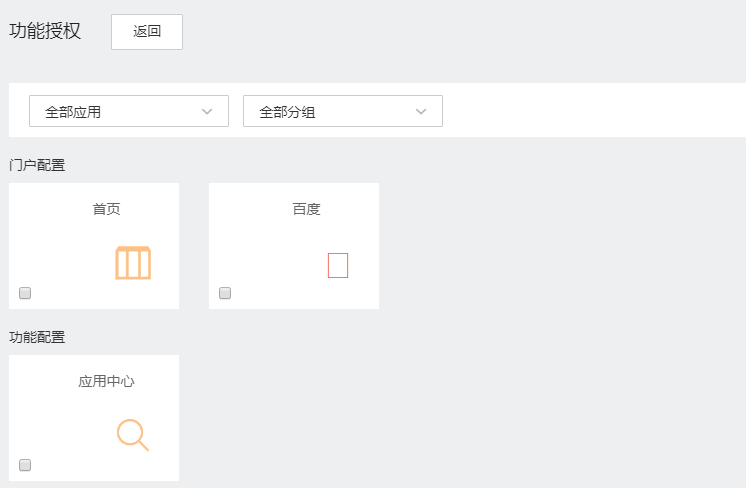 功能授权
返回
全部应用
全部分组
门户配置
首页
百度
功能配置
应用中心